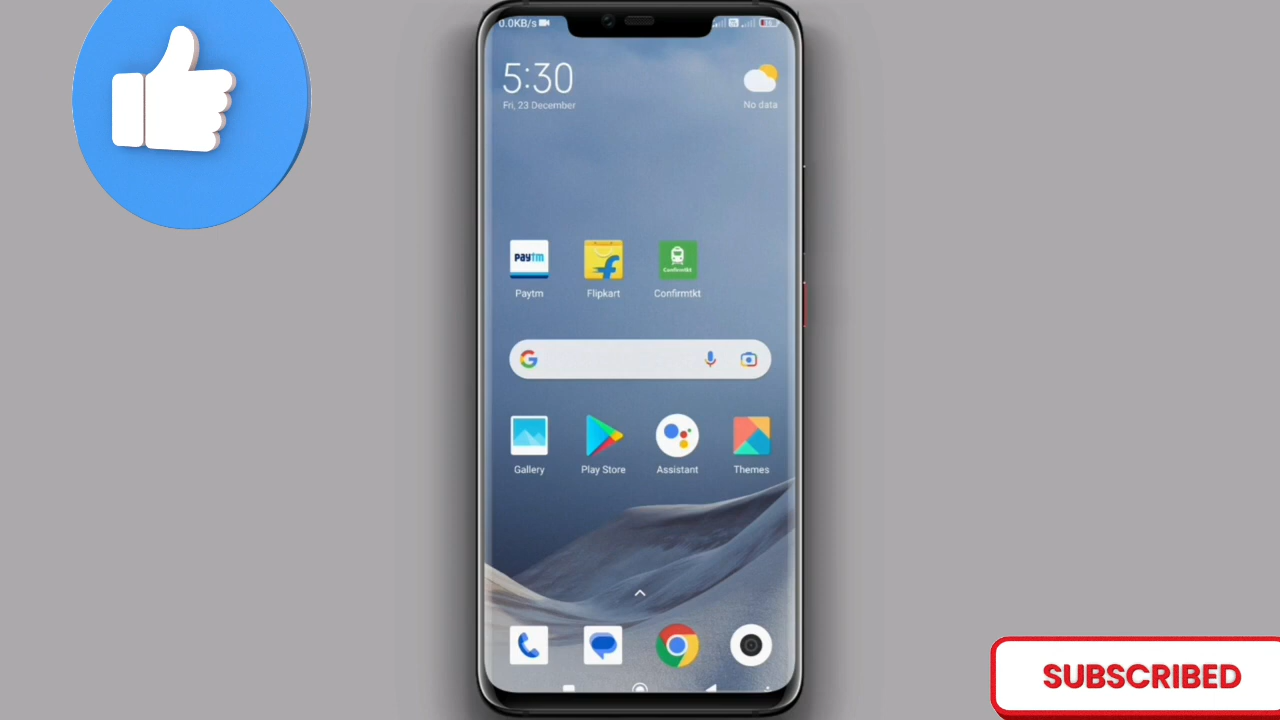 0.0KB/s
5:30
Fri, 23 December
No data
paytm
Confirmtkt
Paytm
Flipkart
Confirmtkt
Gallery
Play Store
Assistant
Themes
SUBSCRIBED